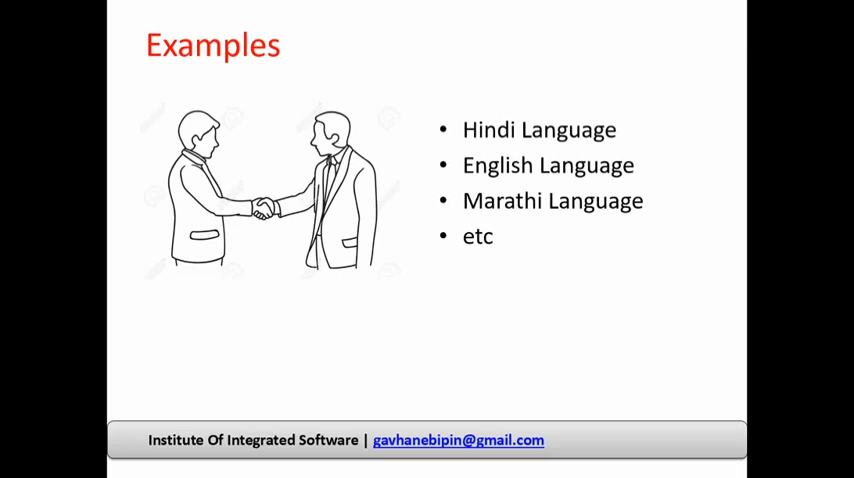 Examples
• Hindi Language
• English Language
• Marathi Language
• etc
Institute Of Integrated Software | gavhanebipin@gmail.com